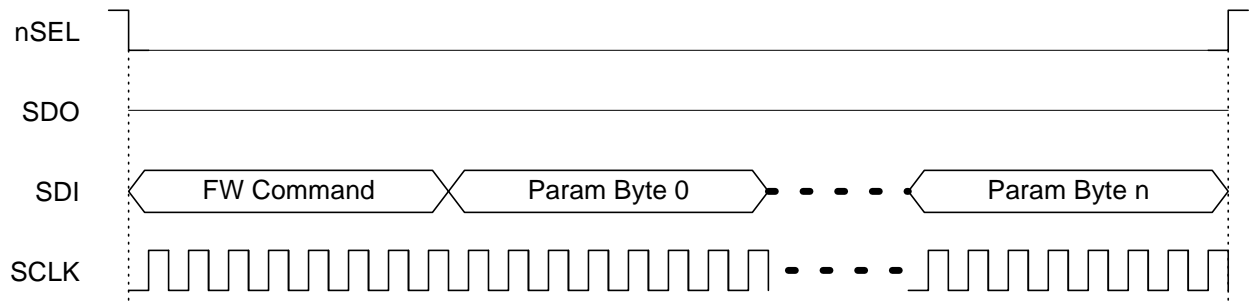 nSEL
SDO
SDI FW Command Param Byte 0 Param Byte n
SCLK